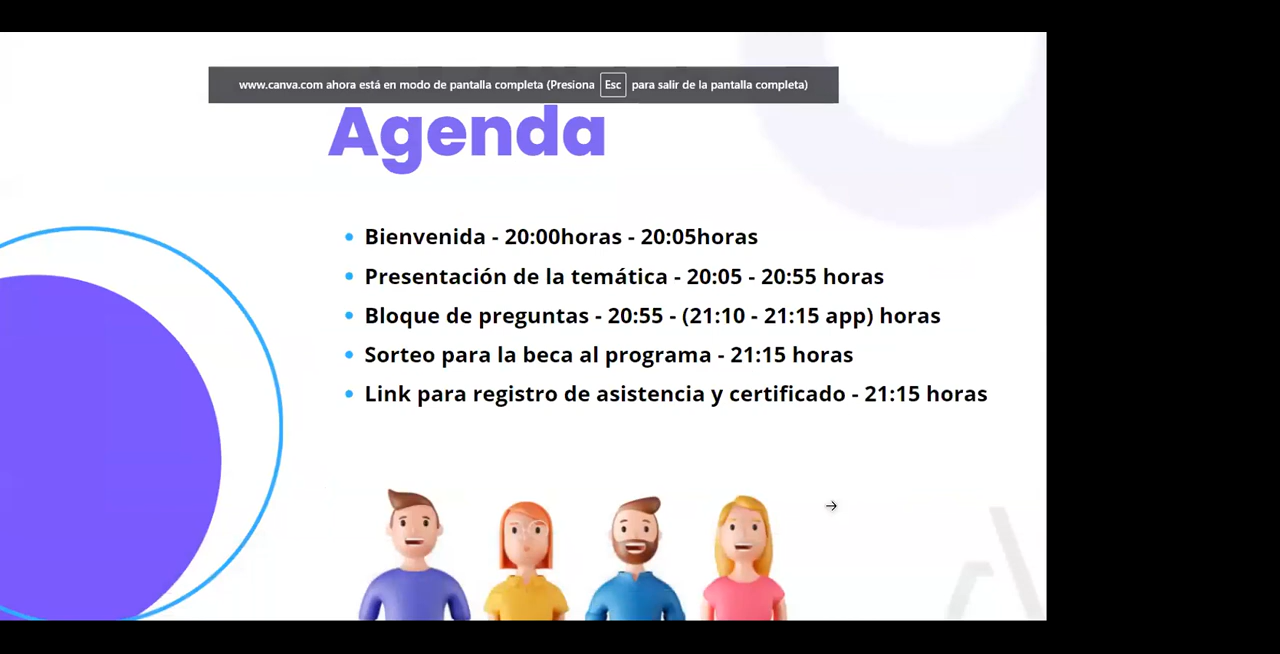 www.canva.com ahora está en modo de pantalla completa (Presiona Esc para salir de la pantalla completa)
Agenda
Bienvenida - 20:00horas - 20:05horas
Presentación de la temática - 20:05 - 20:55 horas
Bloque de preguntas - 20:55 - (21:10 - 21:15 app) horas
Sorteo para la beca al programa - 21:15 horas
Link para registro de asistencia y certificado - 21:15 horas